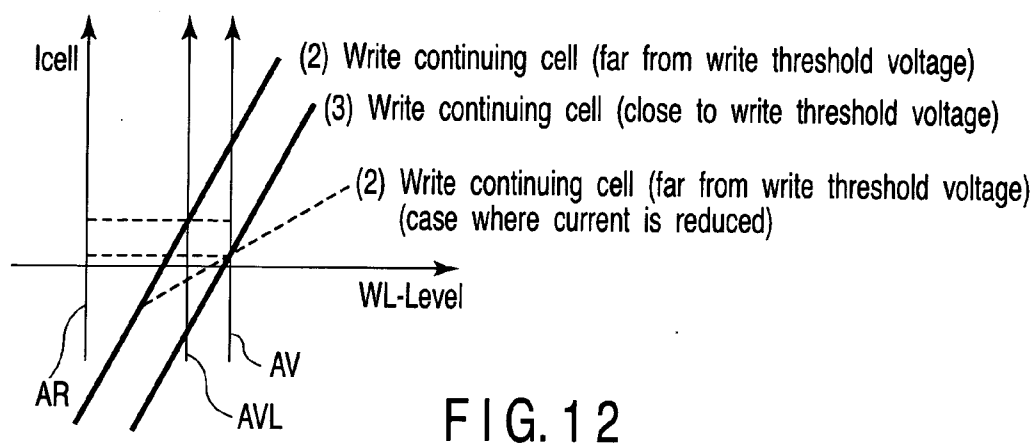 Icell
(2) Write continuing cell (far from write threshold voltage)
(3) Write continuing cell (close to write threshold voltage)
(2) Write continuing cell (far from write threshold voltage)
(case where current is reduced)
WL-Level
AR
AVL
AV
FIG. 12